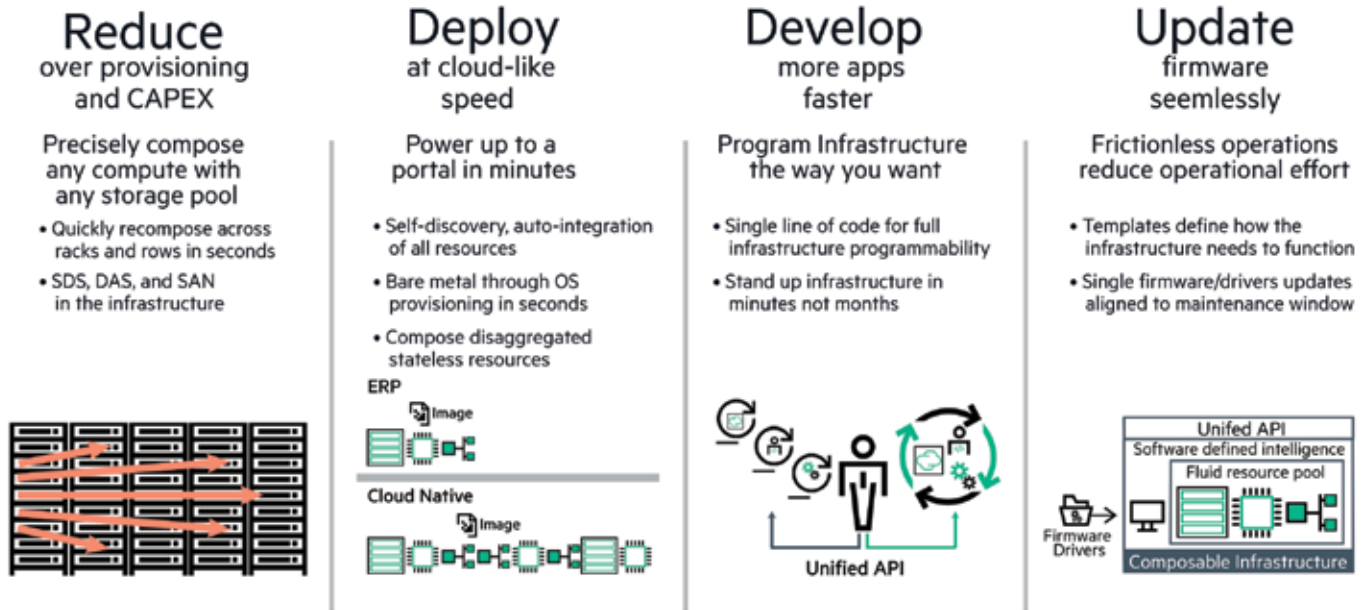 Reduce
over provisioning
and CAPEX
Precisely compose
any compute with
any storage pool
• Quickly recompose across
racks and rows in seconds
• SDS, DAS, and SAN
in the infrastructure
Deploy
at cloud-like
speed
Power up to a
portal in minutes
• Self-discovery, auto-integration
of all resources
• Bare metal through OS
provisioning in seconds
• Compose disaggregated
stateless resources
ERP
Image
Cloud Native
Image
Develop
more apps
faster
Program Infrastructure
the way you want
• Single line of code for full
infrastructure programmability
• Stand up infrastructure in
minutes not months
Unified API
Update
firmware
seemlessly
Frictionless operations
reduce operational effort
• Templates define how the
infrastructure needs to function
• Single firmware/drivers updates
aligned to maintenance window
Unifed API
Software defined intelligence
Fluid resource pool
Firmware
Drivers
Composable Infrastructure